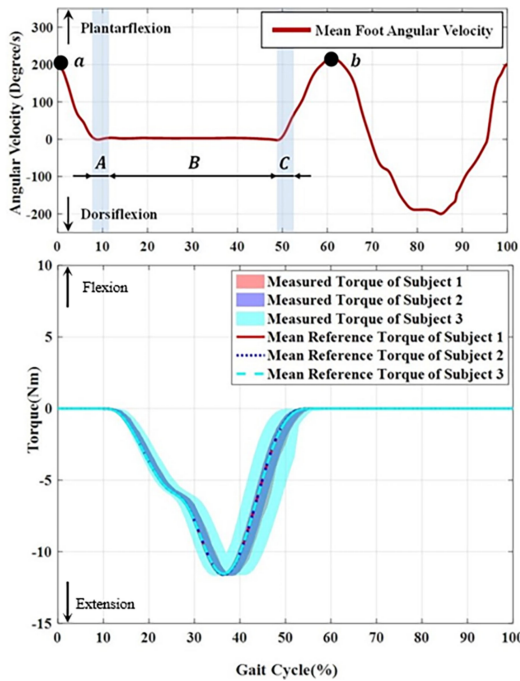 Angular Velocity (Degree/s)
300
200
100
0
-100
-200
Plantarflexion
Dorsiflexion
Mean Foot Angular Velocity
a
b
A
B
C
0 10 20 30 40 50 60 70 80 90 100
Torque(Nm)
10
5
0
-5
-10
-15
Flexion
Extension
Measured Torque of Subject 1
Measured Torque of Subject 2
Measured Torque of Subject 3
Mean Reference Torque of Subject 1
Mean Reference Torque of Subject 2
Mean Reference Torque of Subject 3
0 10 20 30 40 50 60 70 80 90 100
Gait Cycle(%)